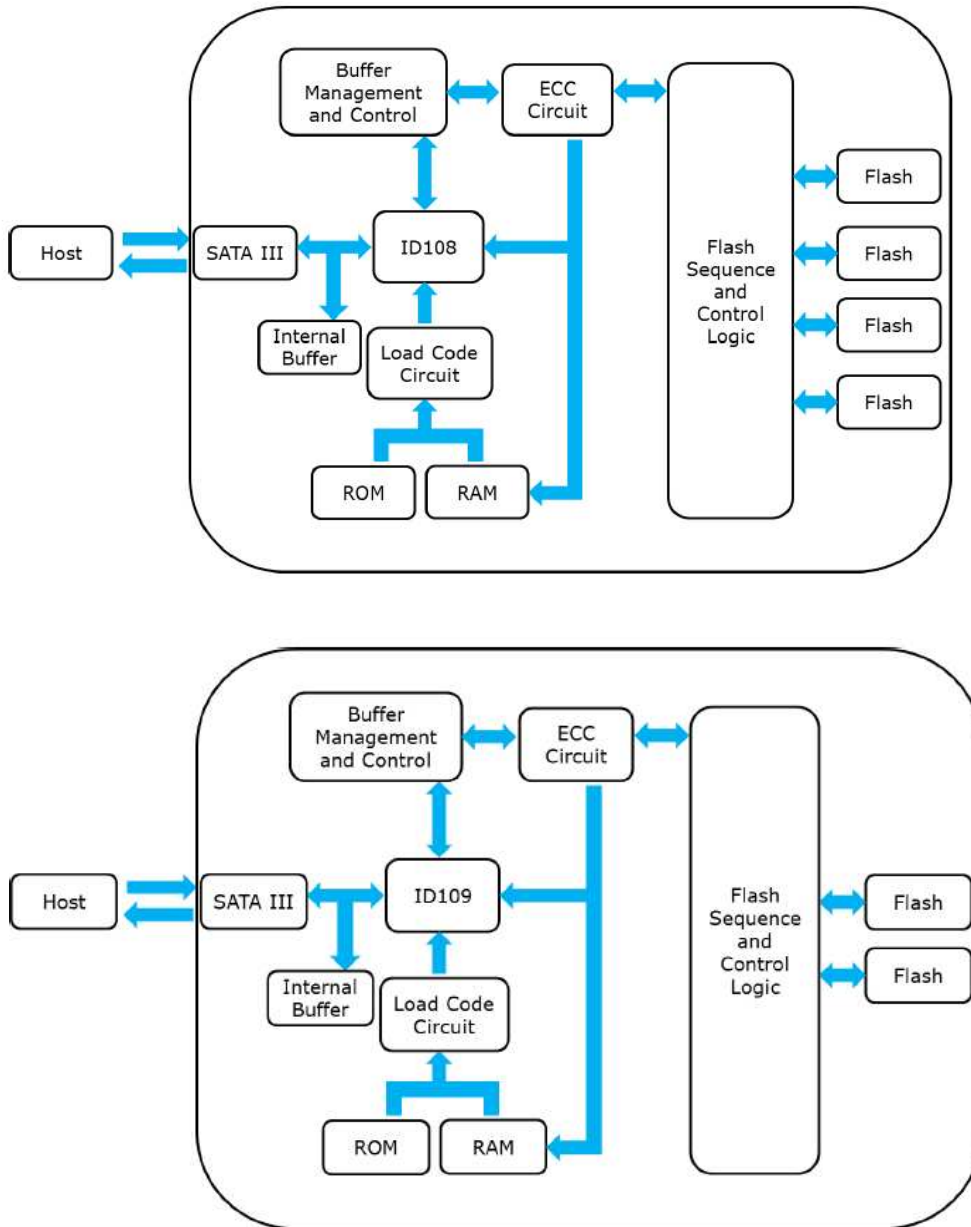 Buffer
Management
and Control
ECC
Circuit
Flash
Host
SATA III
ID108
Flash
Sequence
and
Control
Logic
Flash
Internal
Buffer
Load Code
Circuit
Flash
Flash
ROM
RAM
Buffer
Management
and Control
ECC
Circuit
Host
SATA III
ID109
Flash
Sequence
and
Control
Logic
Flash
Internal
Buffer
Load Code
Circuit
Flash
ROM
RAM